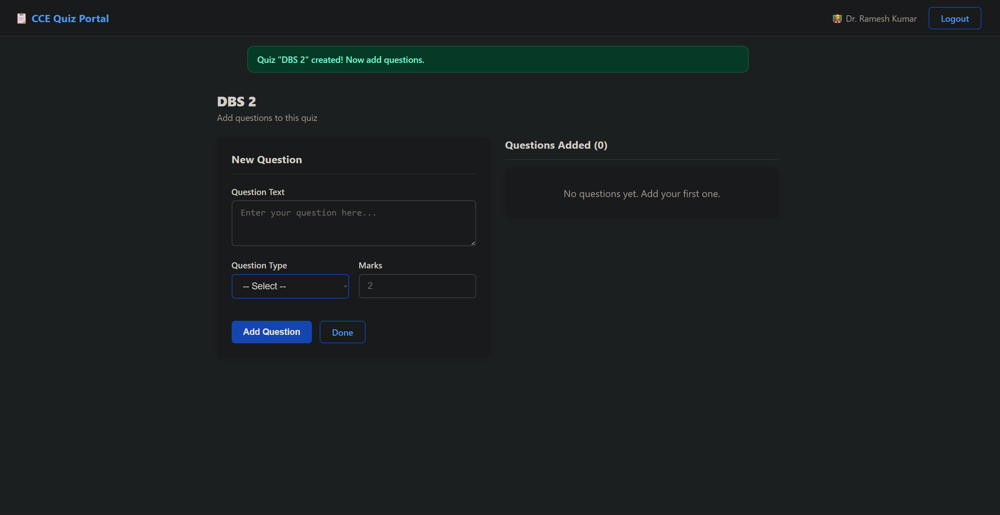 CCE Quiz Portal
Dr. Ramesh Kumar
Logout
Quiz "DBS 2" created! Now add questions.
DBS 2
Add questions to this quiz
New Question
Question Text
Enter your question here...
Question Type
Marks
-- Select --
2
Add Question
Done
Questions Added (0)
No questions yet. Add your first one.